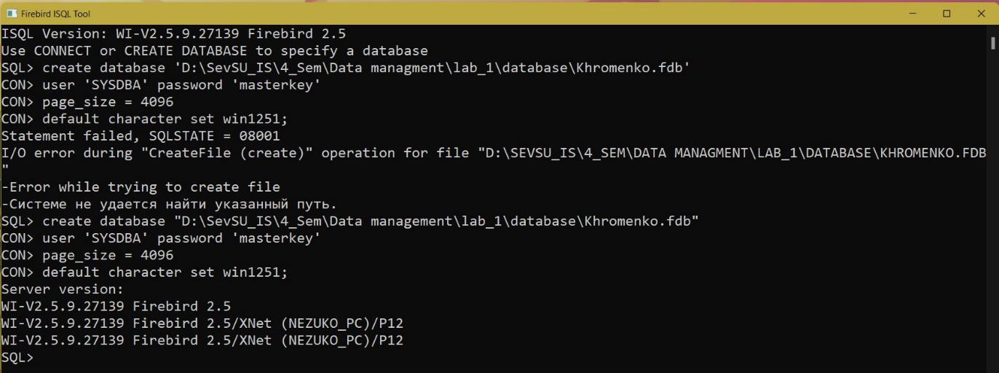 Firebird ISQL Tool
ISQL Version: WI-V2.5.9.27139 Firebird 2.5
Use CONNECT or CREATE DATABASE to specify a database
SQL> create database 'D:\SevSU_IS\4_Sem\Data managment\lab_1\database\Khromenko.fdb'
CON> user 'SYSDBA' password 'masterkey'
CON> page_size = 4096
CON> default character set win1251;
Statement failed, SQLSTATE = 08001
I/O error during "CreateFile (create)" operation for file "D:\SEVSU_IS\4_SEM\DATA MANAGMENT\LAB_1\DATABASE\KHROMENKO.FDB
"
-Error while trying to create file
-Системе не удается найти указанный путь.
SQL> create database "D:\SevSU_IS\4_Sem\Data management\lab_1\database\Khromenko.fdb"
CON> user 'SYSDBA' password 'masterkey'
CON> page_size = 4096
CON> default character set win1251;
Server version:
WI-V2.5.9.27139 Firebird 2.5
WI-V2.5.9.27139 Firebird 2.5/XNet (NEZUKO_PC)/P12
WI-V2.5.9.27139 Firebird 2.5/XNet (NEZUKO_PC)/P12
SQL>